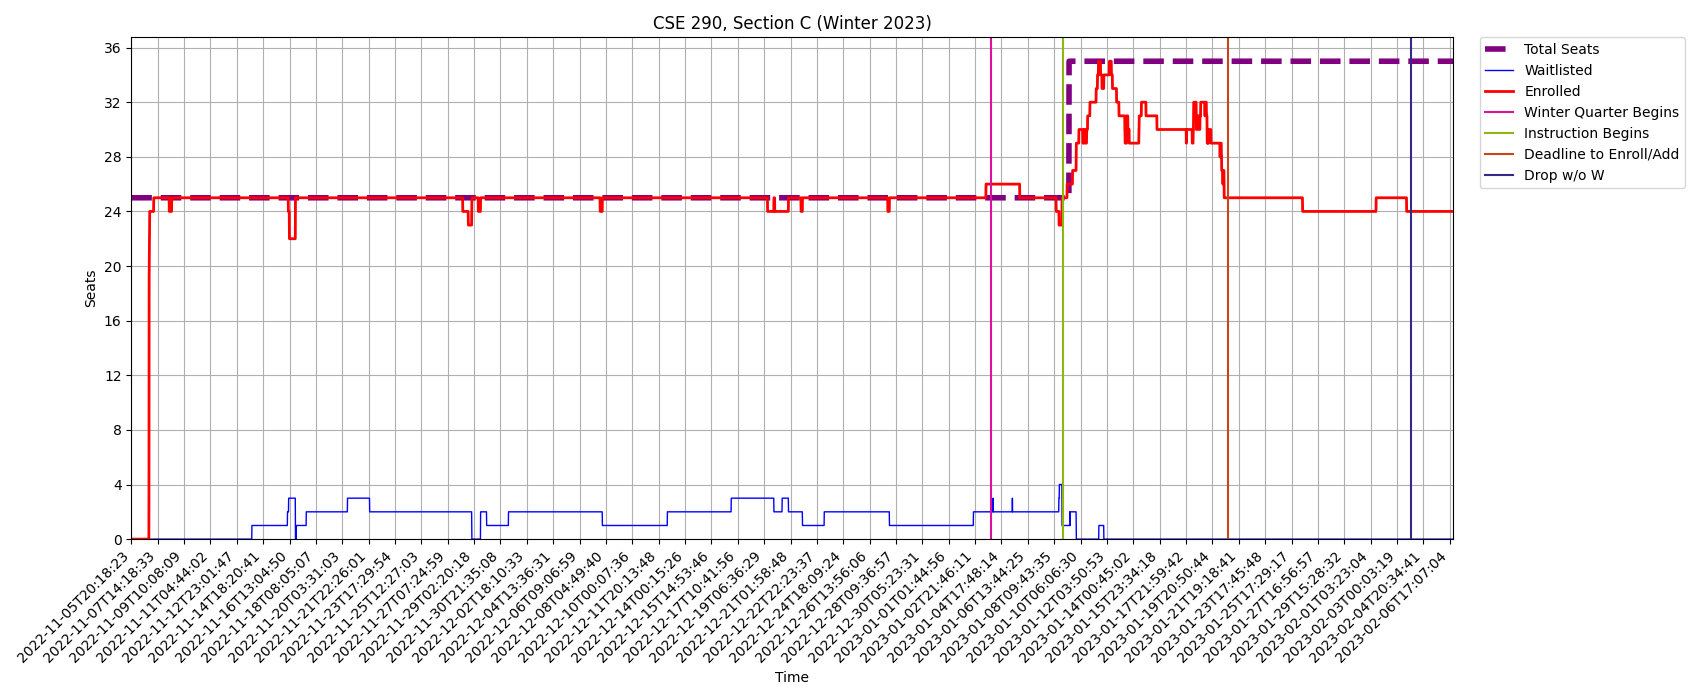 CSE 290, Section C (Winter 2023)
36
32
28
24
20
16
12
8
4
0
Seats
2022-11-05T20:18:23
2022-11-07T14:18:33
2022-11-09T10:08:09
2022-11-11T04:44:02
2022-11-12T23:01:47
2022-11-14T18:20:41
2022-11-16T13:04:50
2022-11-18T08:05:07
2022-11-20T03:31:03
2022-11-21T22:26:01
2022-11-23T17:29:54
2022-11-25T12:27:03
2022-11-27T07:24:59
2022-11-29T02:20:18
2022-11-30T21:35:08
2022-12-02T18:10:33
2022-12-04T13:36:31
2022-12-06T09:06:59
2022-12-08T04:49:40
2022-12-10T00:07:36
2022-12-11T20:13:48
2022-12-14T00:15:26
2022-12-15T14:53:46
2022-12-17T10:41:56
2022-12-19T06:36:29
2022-12-21T01:58:48
2022-12-22T22:23:37
2022-12-24T18:09:24
2022-12-26T13:56:06
2022-12-28T09:36:57
2022-12-30T05:23:31
2023-01-01T01:44:56
2023-01-02T21:46:11
2023-01-04T17:48:14
2023-01-06T13:44:25
2023-01-08T09:43:35
2023-01-10T06:06:30
2023-01-12T03:50:53
2023-01-14T00:45:02
2023-01-15T23:34:18
2023-01-17T21:59:42
2023-01-19T20:50:44
2023-01-21T19:18:41
2023-01-23T17:45:48
2023-01-25T17:29:17
2023-01-27T16:56:57
2023-01-29T15:28:32
2023-02-01T03:23:04
2023-02-03T00:03:19
2023-02-04T20:34:41
2023-02-06T17:07:04
Time
Total Seats
Waitlisted
Enrolled
Winter Quarter Begins
Instruction Begins
Deadline to Enroll/Add
Drop w/o W